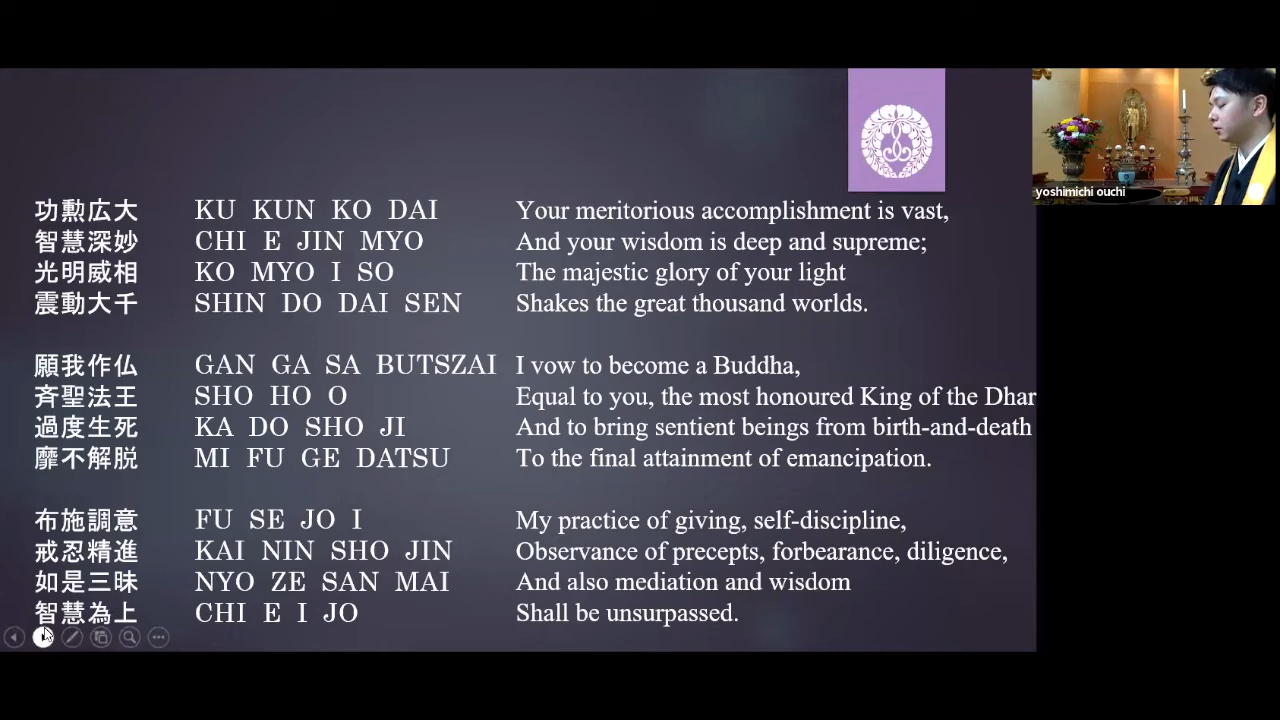 yoshimichi ouchi
功勲広大 KU KUN KO DAI Your meritorious accomplishment is vast,
智慧深妙 CHI E JIN MYO And your wisdom is deep and supreme;
光明威相 KO MYO I SO The majestic glory of your light
震動大千 SHIN DO DAI SEN Shakes the great thousand worlds.
願我作仏 GAN GA SA BUTSZAI I vow to become a Buddha,
斉聖法王 SHO HO O Equal to you, the most honoured King of the Dhar
過度生死 KA DO SHO JI And to bring sentient beings from birth-and-death
靡不解脱 MI FU GE DATSU To the final attainment of emancipation.
布施調意 FU SE JO I My practice of giving, self-discipline,
戒忍精進 KAI NIN SHO JIN Observance of precepts, forbearance, diligence,
如是三昧 NYO ZE SAN MAI And also mediation and wisdom
智慧為上 CHI E I JO Shall be unsurpassed.